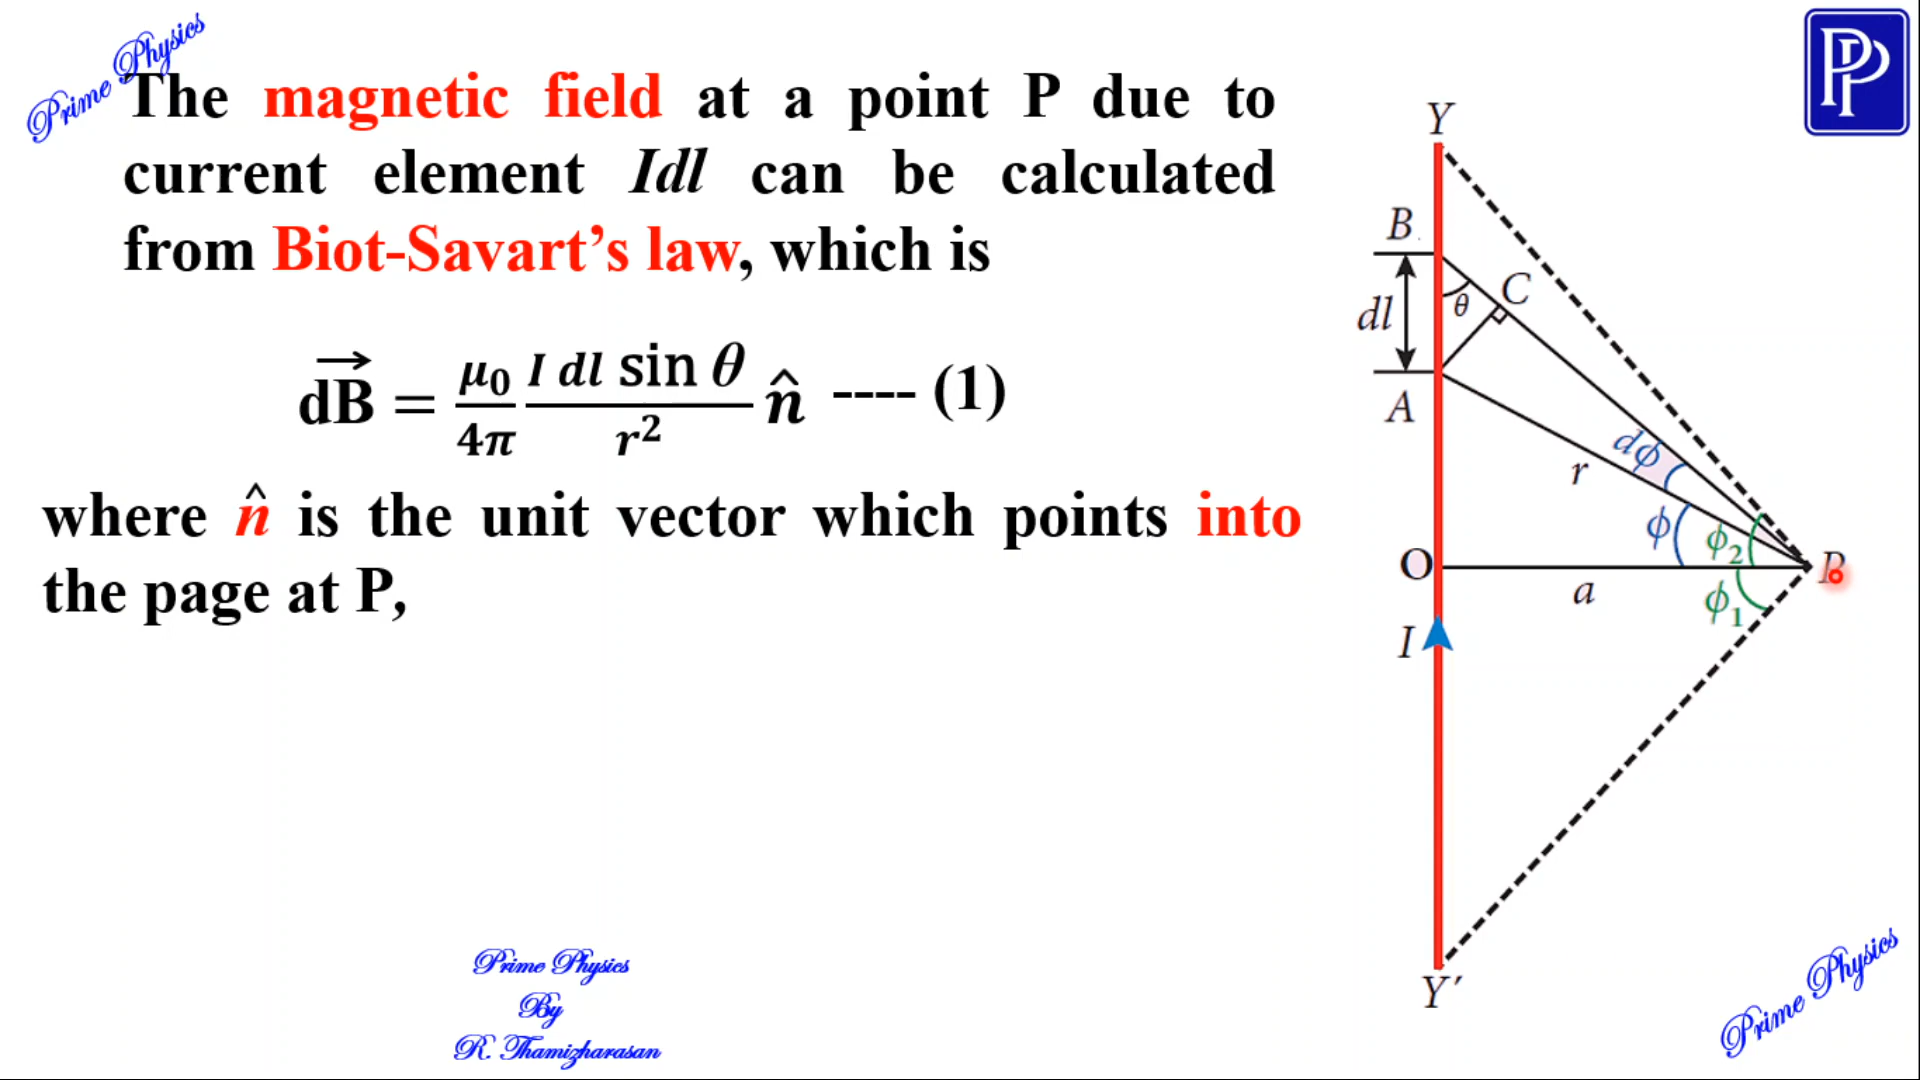 Prime Physics
The magnetic field at a point P due to
current element Idl can be calculated
from Biot-Savart’s law, which is
dB⃗ = μ₀/4π I dl sin θ / r² n̂ ---- (1)
where n̂ is the unit vector which points into
the page at P,
PP
Y
B
C
θ
dl
A
dϕ
r
ϕ
ϕ₂
O
P
a
ϕ₁
I
Y′
Prime Physics
By
R. Thamizharasan
Prime Physics